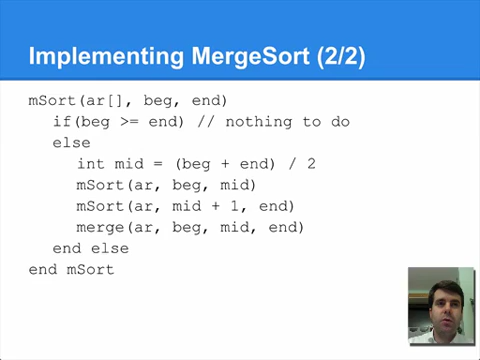 Implementing MergeSort (2/2)
mSort(ar[], beg, end)
if(beg >= end) // nothing to do
else
int mid = (beg + end) / 2
mSort(ar, beg, mid)
mSort(ar, mid + 1, end)
merge(ar, beg, mid, end)
end else
end mSort